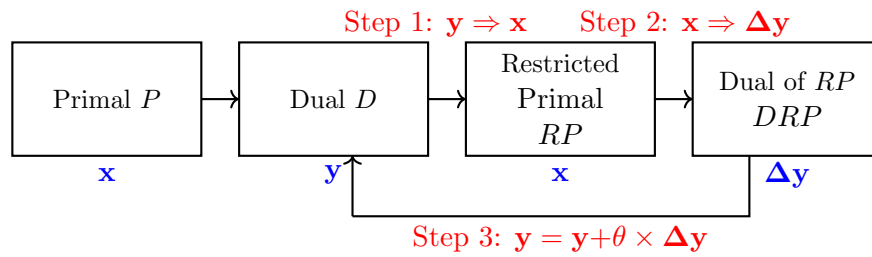 Step 1: y ⇒ x
Step 2: x ⇒ Δy
Primal P
Dual D
Restricted
Primal
RP
Dual of RP
DRP
x
y
x
Δy
Step 3: y = y+θ × Δy